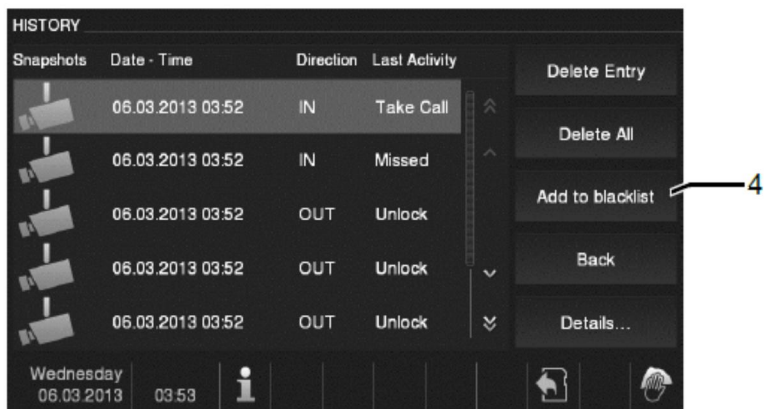 HISTORY
Snapshots Date - Time Direction Last Activity
06.03.2013 03:52 IN Take Call
06.03.2013 03:52 IN Missed
06.03.2013 03:52 OUT Unlock
06.03.2013 03:52 OUT Unlock
06.03.2013 03:52 OUT Unlock
Delete Entry
Delete All
Add to blacklist
4
Back
Details...
Wednesday
06.03.2013 03:53